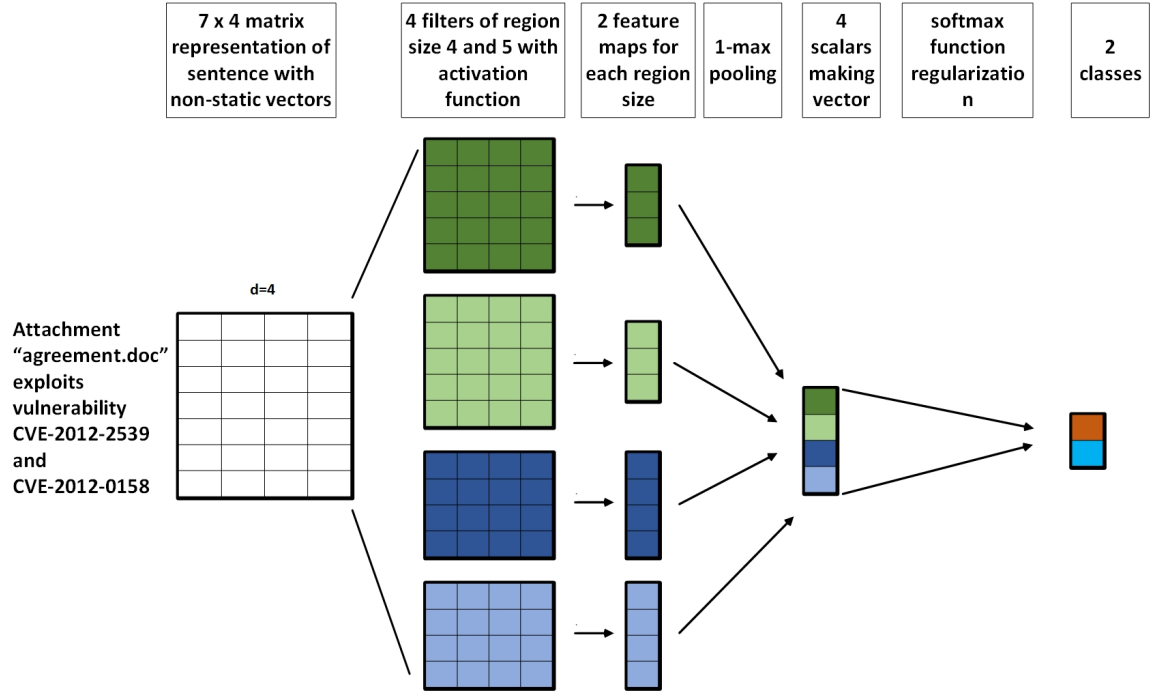 7 x 4 matrix
representation of
sentence with
non-static vectors
4 filters of region
size 4 and 5 with
activation
function
2 feature
maps for
each region
size
1-max
pooling
4
scalars
making
vector
softmax
function
regularizatio
n
2
classes
d=4
Attachment
“agreement.doc”
exploits
vulnerability
CVE-2012-2539
and
CVE-2012-0158